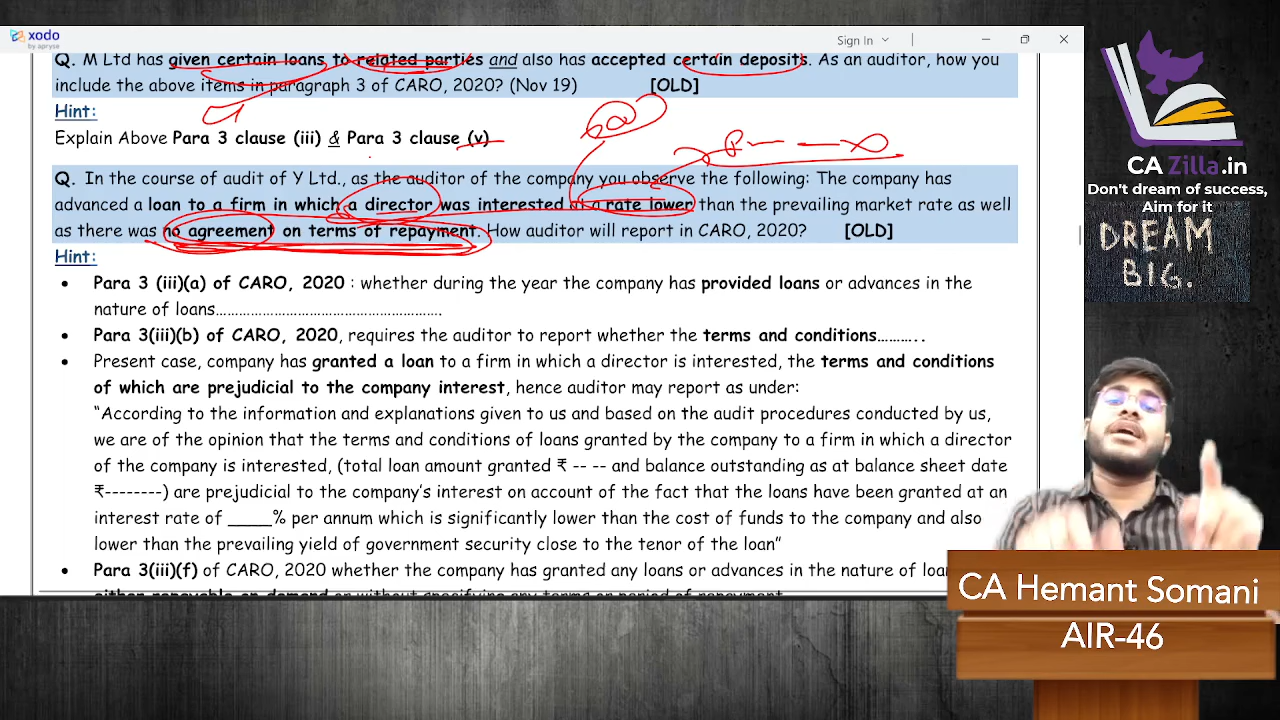 xodo
by apryse
Sign In
Q. M Ltd has given certain loans to related parties and also has accepted certain deposits. As an auditor, how you
include the above items in paragraph 3 of CARO, 2020? (Nov 19) [OLD]
Hint:
Explain Above Para 3 clause (iii) & Para 3 clause (v)
Q. In the course of audit of Y Ltd., as the auditor of the company you observe the following: The company has
advanced a loan to a firm in which a director was interested at a rate lower than the prevailing market rate as well
as there was no agreement on terms of repayment. How auditor will report in CARO, 2020? [OLD]
Hint:
• Para 3 (iii)(a) of CARO, 2020 : whether during the year the company has provided loans or advances in the
nature of loans……………………………………………….
• Para 3(iii)(b) of CARO, 2020, requires the auditor to report whether the terms and conditions………..
• Present case, company has granted a loan to a firm in which a director is interested, the terms and conditions
of which are prejudicial to the company interest, hence auditor may report as under:
“According to the information and explanations given to us and based on the audit procedures conducted by us,
we are of the opinion that the terms and conditions of loans granted by the company to a firm in which a director
of the company is interested, (total loan amount granted ₹ -- -- and balance outstanding as at balance sheet date
₹--------) are prejudicial to the company’s interest on account of the fact that the loans have been granted at an
interest rate of ____% per annum which is significantly lower than the cost of funds to the company and also
lower than the prevailing yield of government security close to the tenor of the loan”
• Para 3(iii)(f) of CARO, 2020 whether the company has granted any loans or advances in the nature of loan
either repayable on demand or without specifying any terms or period of repayment
CA Zilla.in
Don't dream of success,
Aim for it
DREAM
BIG.
CA Hemant Somani
AIR-46